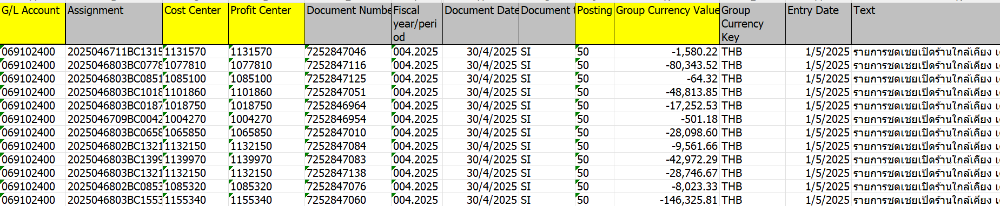 G/L Account Assignment Cost Center Profit Center Document Numbe Fiscal year/peri od Document Date Document Posting Group Currency Value Group Currency Key Entry Date Text
069102400 2025046711BC1315 1131570 1131570 7252847046 004.2025 30/4/2025 SI 50 -1,580.22 THB 1/5/2025 รายการชดเชยเปิดร้านใกล้เคียง
069102400 2025046803BC0778 1077810 1077810 7252847116 004.2025 30/4/2025 SI 50 -80,343.52 THB 1/5/2025 รายการชดเชยเปิดร้านใกล้เคียง
069102400 2025046803BC0851 1085100 1085100 7252847125 004.2025 30/4/2025 SI 50 -64.32 THB 1/5/2025 รายการชดเชยเปิดร้านใกล้เคียง
069102400 2025046803BC1018 1101860 1101860 7252847051 004.2025 30/4/2025 SI 50 -48,813.85 THB 1/5/2025 รายการชดเชยเปิดร้านใกล้เคียง
069102400 2025046803BC0187 1018750 1018750 7252846964 004.2025 30/4/2025 SI 50 -17,252.53 THB 1/5/2025 รายการชดเชยเปิดร้านใกล้เคียง
069102400 2025046709BC0042 1004270 1004270 7252846954 004.2025 30/4/2025 SI 50 -501.18 THB 1/5/2025 รายการชดเชยเปิดร้านใกล้เคียง
069102400 2025046803BC0658 1065850 1065850 7252847010 004.2025 30/4/2025 SI 50 -28,098.60 THB 1/5/2025 รายการชดเชยเปิดร้านใกล้เคียง
069102400 2025046802BC1321 1132150 1132150 7252847084 004.2025 30/4/2025 SI 50 -9,561.66 THB 1/5/2025 รายการชดเชยเปิดร้านใกล้เคียง
069102400 2025046803BC1399 1139970 1139970 7252847083 004.2025 30/4/2025 SI 50 -42,972.29 THB 1/5/2025 รายการชดเชยเปิดร้านใกล้เคียง
069102400 2025046803BC1321 1132150 1132150 7252847138 004.2025 30/4/2025 SI 50 -28,746.67 THB 1/5/2025 รายการชดเชยเปิดร้านใกล้เคียง
069102400 2025046802BC0853 1085320 1085320 7252847076 004.2025 30/4/2025 SI 50 -8,023.33 THB 1/5/2025 รายการชดเชยเปิดร้านใกล้เคียง
069102400 2025046803BC1553 1155340 1155340 7252847060 004.2025 30/4/2025 SI 50 -146,325.81 THB 1/5/2025 รายการชดเชยเปิดร้านใกล้เคียง